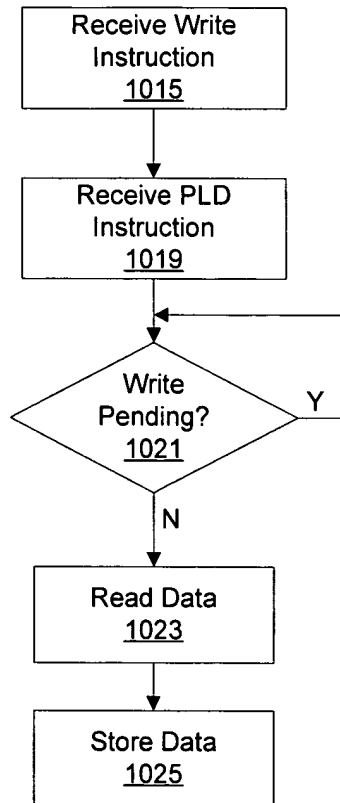 Receive Write
Instruction
1015
Receive PLD
Instruction
1019
Write
Pending?
1021
Y
N
Read Data
1023
Store Data
1025